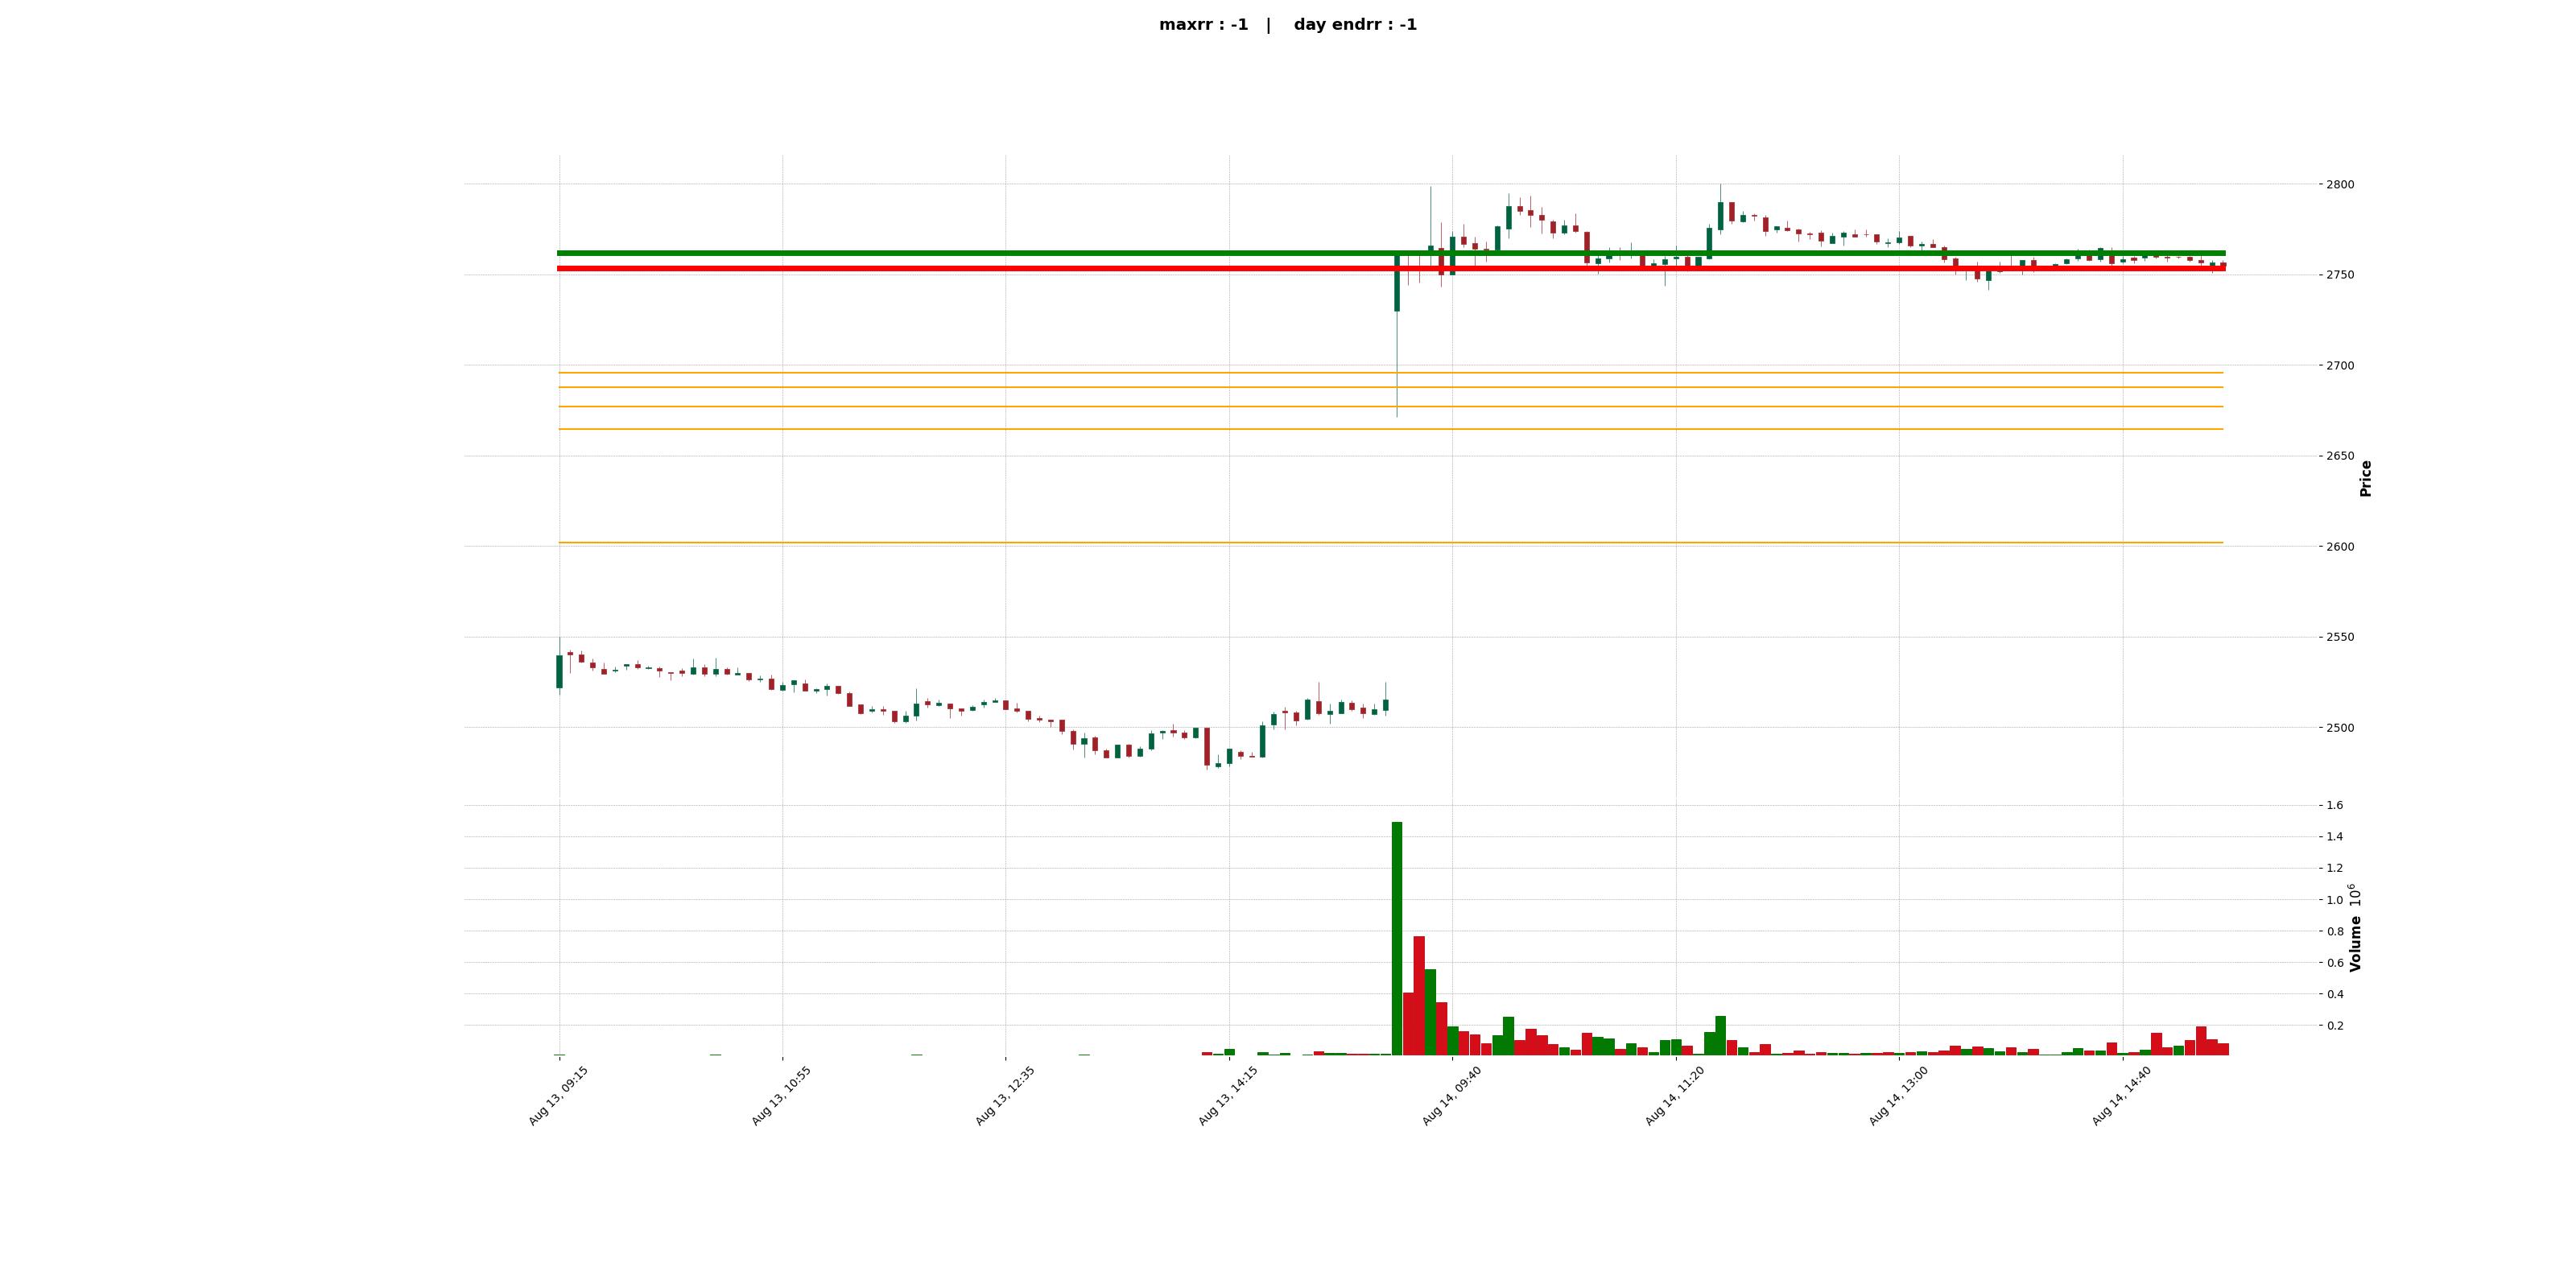 maxrr : -1 | day endrr : -1
2800
2750
2700
2650
2600
2550
2500
Price
1.6
1.4
1.2
1.0
0.8
0.6
0.4
0.2
Volume 10⁶
Aug 13, 09:15
Aug 13, 10:55
Aug 13, 12:35
Aug 13, 14:15
Aug 14, 09:40
Aug 14, 11:20
Aug 14, 13:00
Aug 14, 14:40